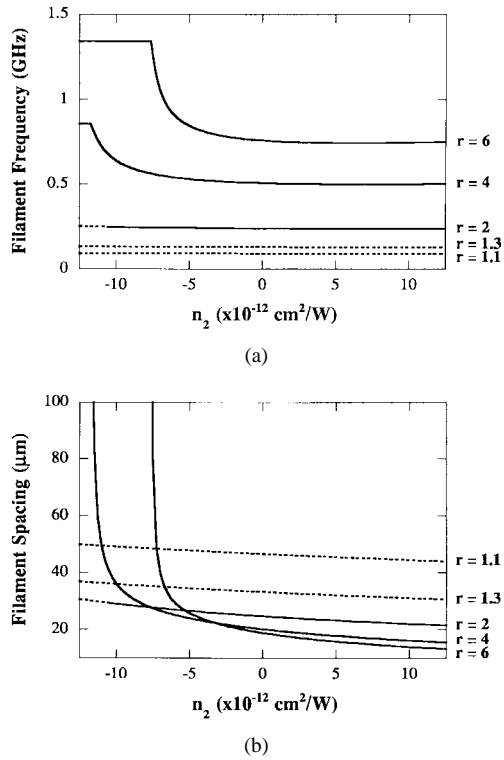 (a)
Filament Frequency (GHz)
1.5
1
0.5
0
r = 6
r = 4
r = 2
r = 1.3
r = 1.1
-10 -5 0 5 10
n₂ (x10⁻¹² cm²/W)
(a)
Filament Spacing (μm)
100
80
60
40
20
r = 1.1
r = 1.3
r = 2
r = 4
r = 6
-10 -5 0 5 10
n₂ (x10⁻¹² cm²/W)
(b)